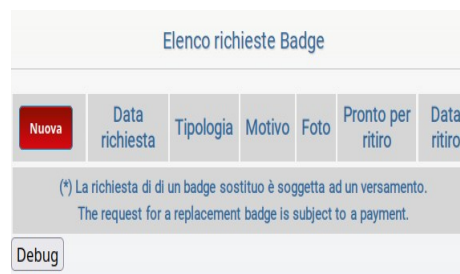 Elenco richieste Badge
Nuova
Data
richiesta
Tipologia
Motivo
Foto
Pronto per
ritiro
Data
ritiro
(*) La richiesta di di un badge sostituo è soggetta ad un versamento.
The request for a replacement badge is subject to a payment.
Debug